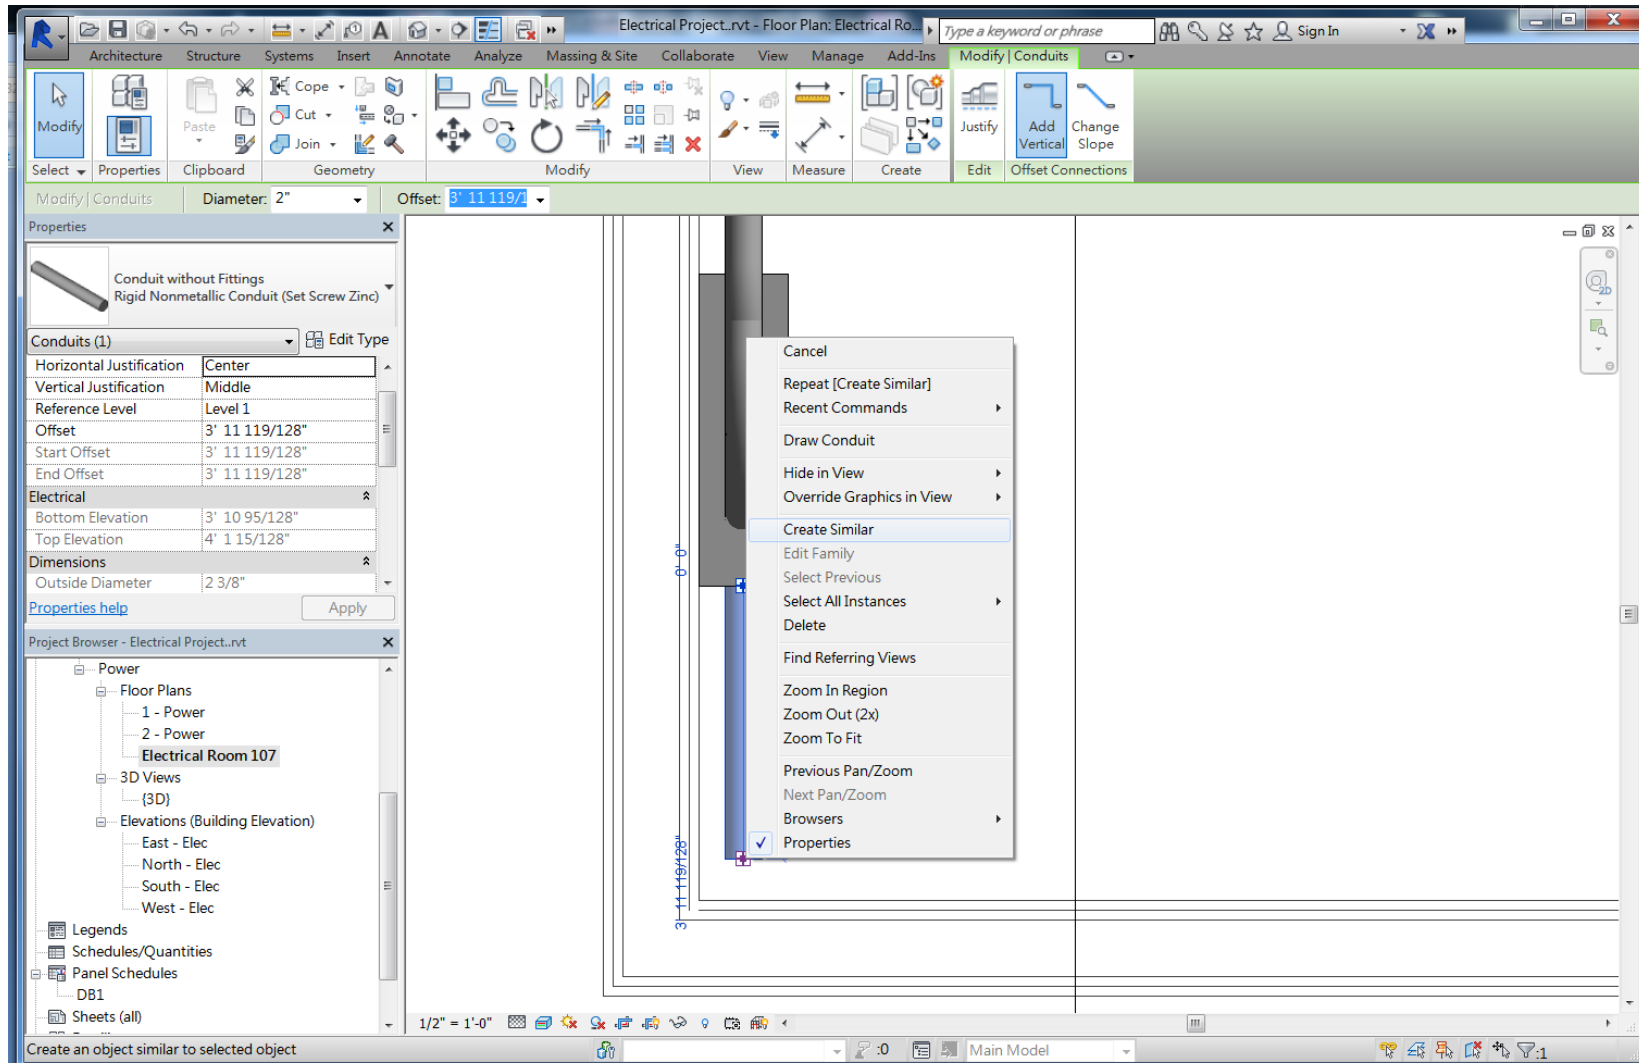 Electrical Project..rvt - Floor Plan: Electrical Ro...
Type a keyword or phrase
Sign In
Architecture Structure Systems Insert Annotate Analyze Massing & Site Collaborate View Manage Add-Ins Modify | Conduits
Modify
Paste
Cope
Cut
Join
Justify
Add Vertical
Change Slope
Select Properties Clipboard Geometry Modify View Measure Create Edit Offset Connections
Modify | Conduits Diameter: 2" Offset: 3' 11 119/1
Properties
Conduit without Fittings
Rigid Nonmetallic Conduit (Set Screw Zinc)
Conduits (1) Edit Type
Horizontal Justification Center
Vertical Justification Middle
Reference Level Level 1
Offset 3' 11 119/128"
Start Offset 3' 11 119/128"
End Offset 3' 11 119/128"
Electrical
Bottom Elevation 3' 10 95/128"
Top Elevation 4' 1 15/128"
Dimensions
Outside Diameter 2 3/8"
Properties help Apply
Project Browser - Electrical Project..rvt
Power
Floor Plans
1 - Power
2 - Power
Electrical Room 107
3D Views
{3D}
Elevations (Building Elevation)
East - Elec
North - Elec
South - Elec
West - Elec
Legends
Schedules/Quantities
Panel Schedules
DB1
Sheets (all)
0' 0"
3' 11 119/128"
2D
Cancel
Repeat [Create Similar]
Recent Commands
Draw Conduit
Hide in View
Override Graphics in View
Create Similar
Edit Family
Select Previous
Select All Instances
Delete
Find Referring Views
Zoom In Region
Zoom Out (2x)
Zoom To Fit
Previous Pan/Zoom
Next Pan/Zoom
Browsers
Properties
1/2" = 1'-0"
Create an object similar to selected object
:0 Main Model :1